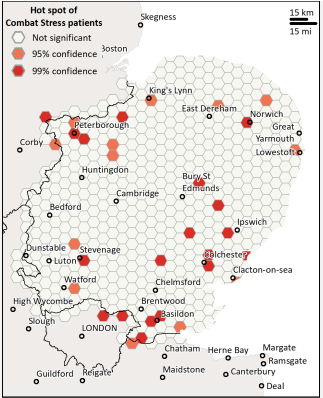 Hot spot of
Combat Stress patients
Not significant
95% confidence
99% confidence
Skegness
15 km
15 mi
Boston
King's Lynn
East Dereham
Norwich
Great
Yarmouth
Lowestoft
Peterborough
Corby
Huntingdon
Bury St
Edmunds
Cambridge
Bedford
Ipswich
Dunstable
Stevenage
Luton
Colchester
Clacton-on-sea
Watford
Chelmsford
High Wycombe
Brentwood
Basildon
Slough
LONDON
Chatham
Herne Bay
Margate
Ramsgate
Canterbury
Guildford
Reigate
Maidstone
Deal